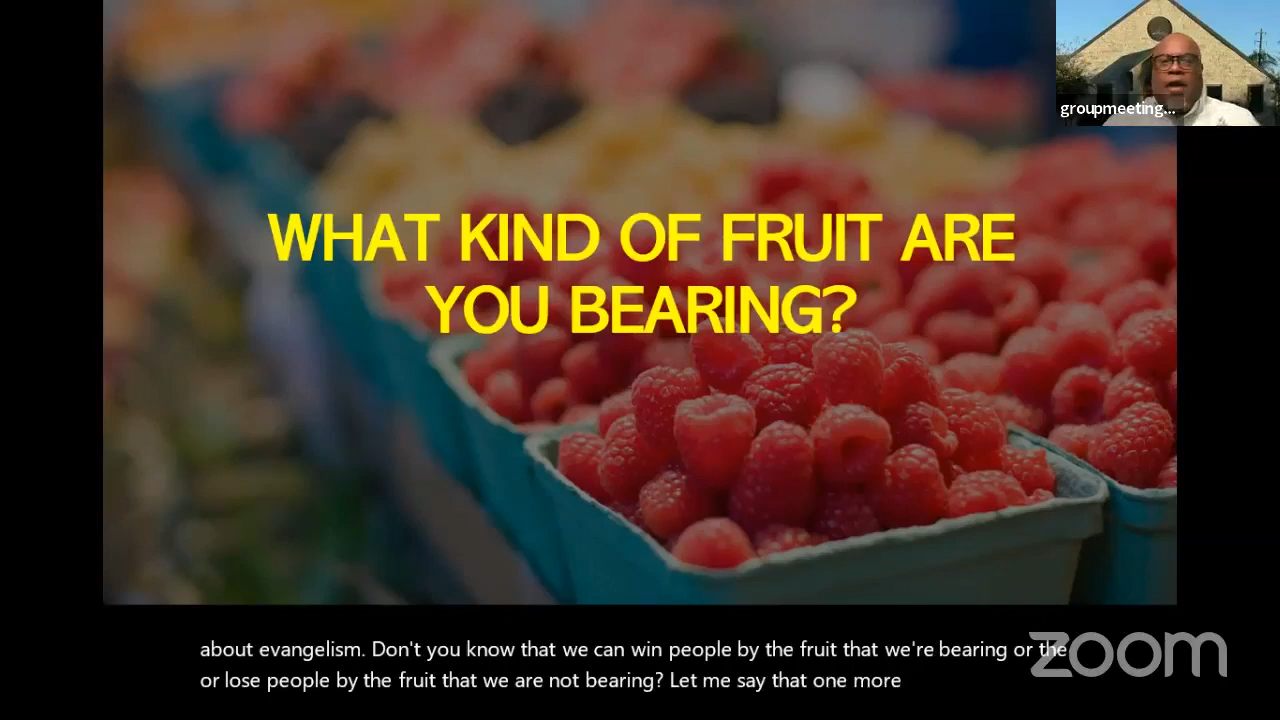 groupmeeting...
WHAT KIND OF FRUIT ARE
YOU BEARING?
about evangelism. Don't you know that we can win people by the fruit that we're bearing or the
or lose people by the fruit that we are not bearing? Let me say that one more
zoom